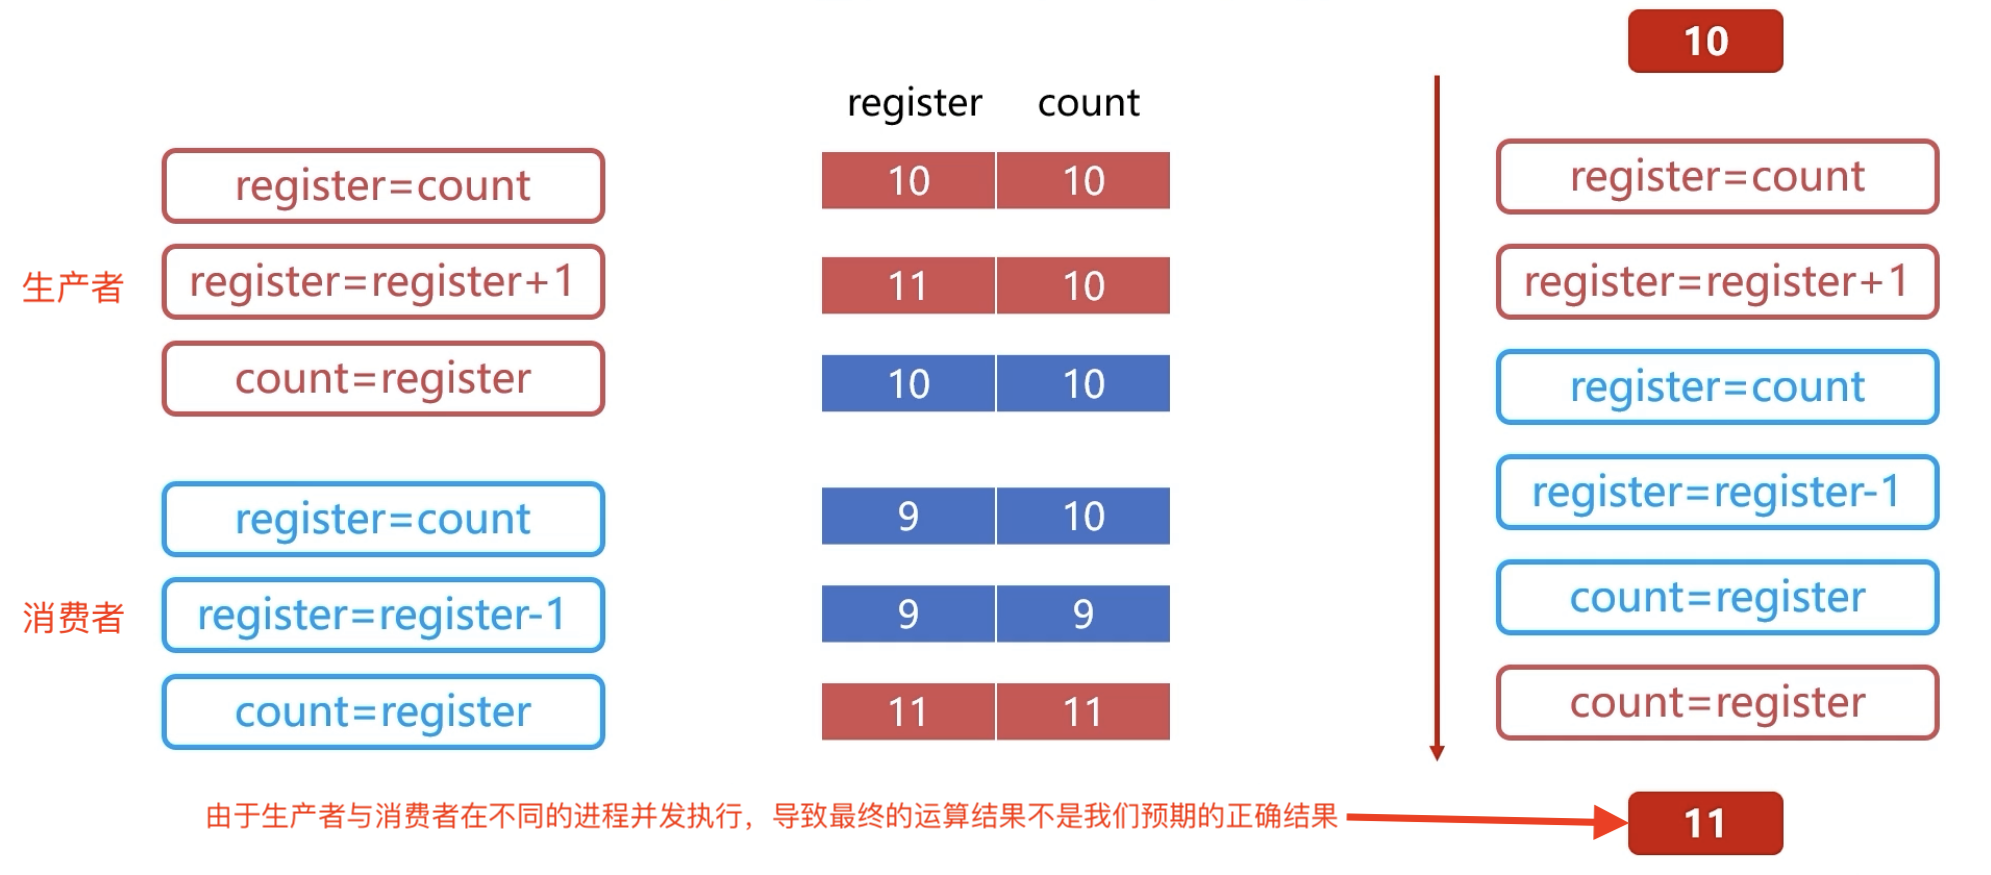 10
register count
register=count
10 10
register=count
生产者
register=register+1
11 10
register=register+1
count=register
10 10
register=count
register=count
9 10
register=register-1
消费者
register=register-1
9 9
count=register
count=register
11 11
count=register
由于生产者与消费者在不同的进程并发执行，导致最终的运算结果不是我们预期的正确结果
11